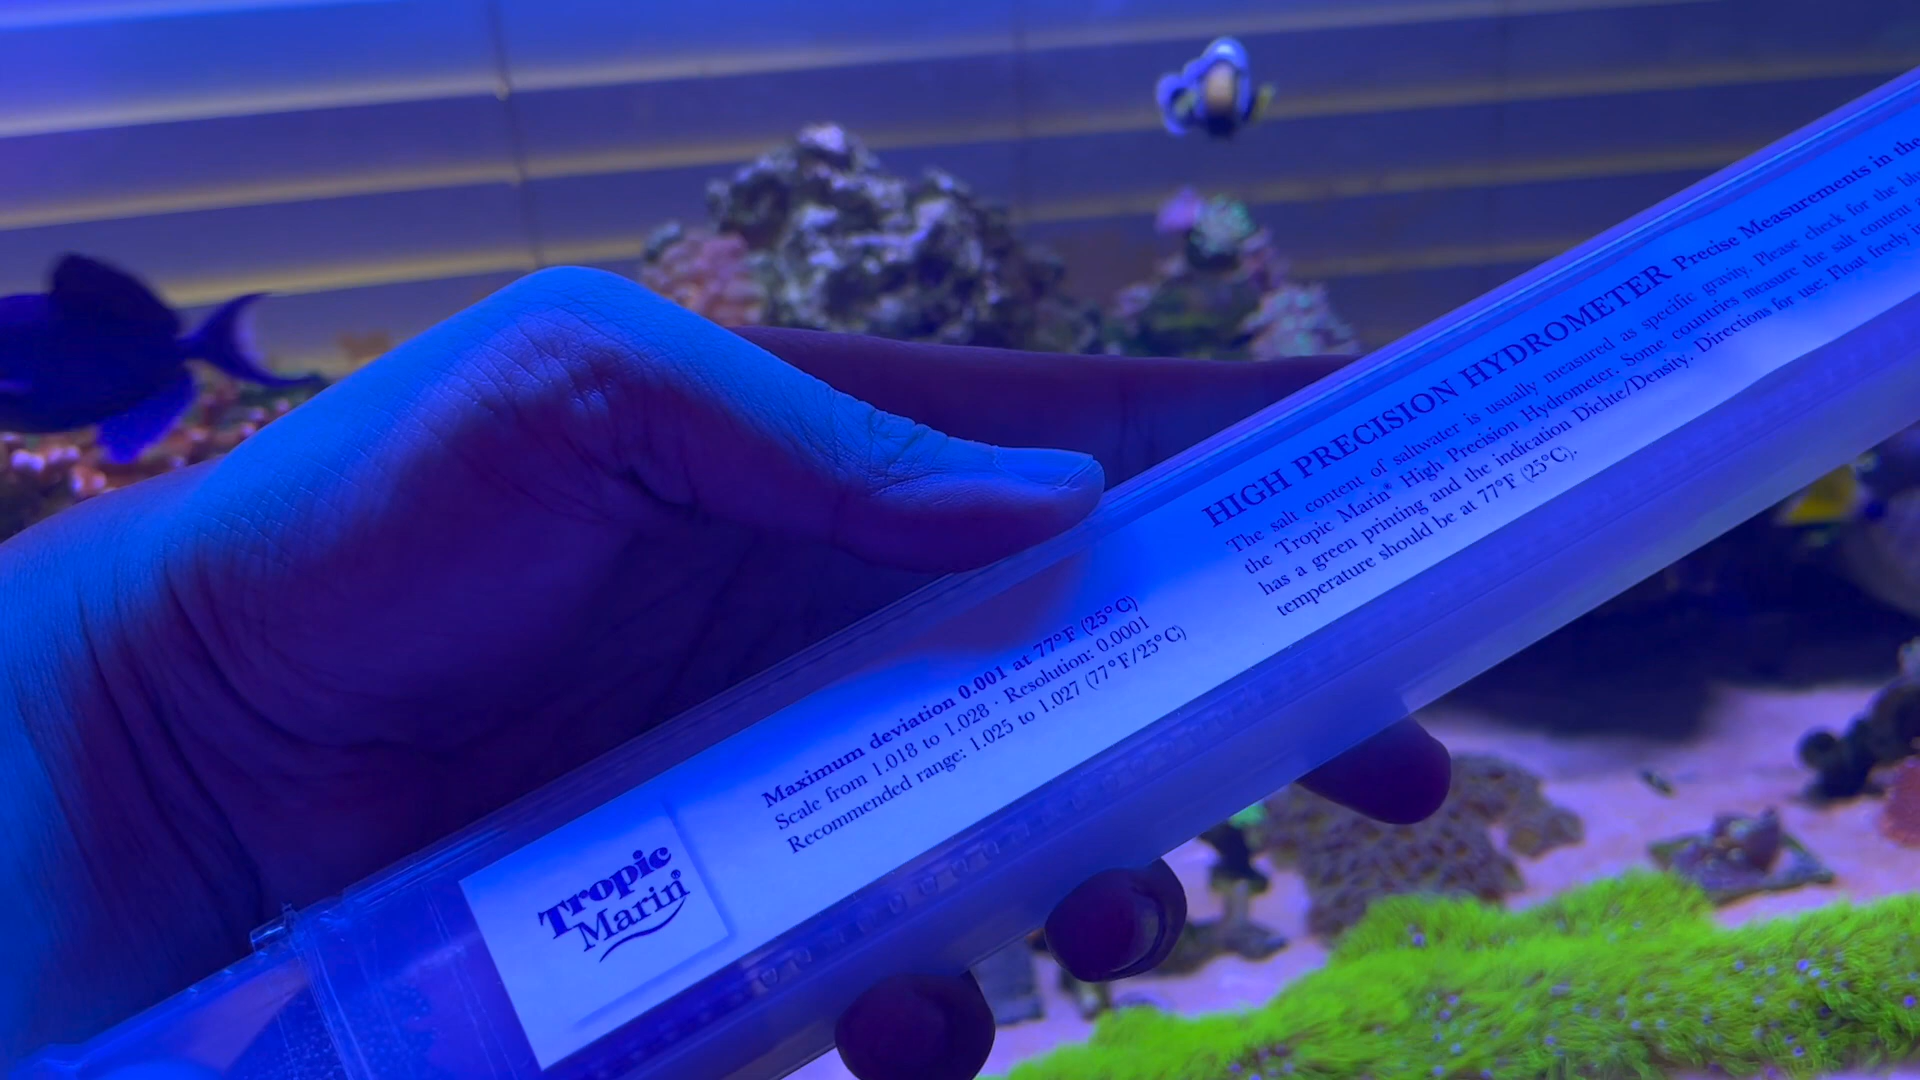 HIGH PRECISION HYDROMETER Precise Measurements in the
The salt content of saltwater is usually measured as specific gravity. Please check for the
the Tropic Marin® High Precision Hydrometer. Some countries measure the salt content
has a green printing and the indication Dichte/Density. Directions for use: Float freely
temperature should be at 77°F (25°C).
Maximum deviation 0.001 at 77°F (25°C)
Scale from 1.018 to 1.028 · Resolution: 0.0001
Recommended range: 1.025 to 1.027 (77°F/25°C)
Tropic
Marin®